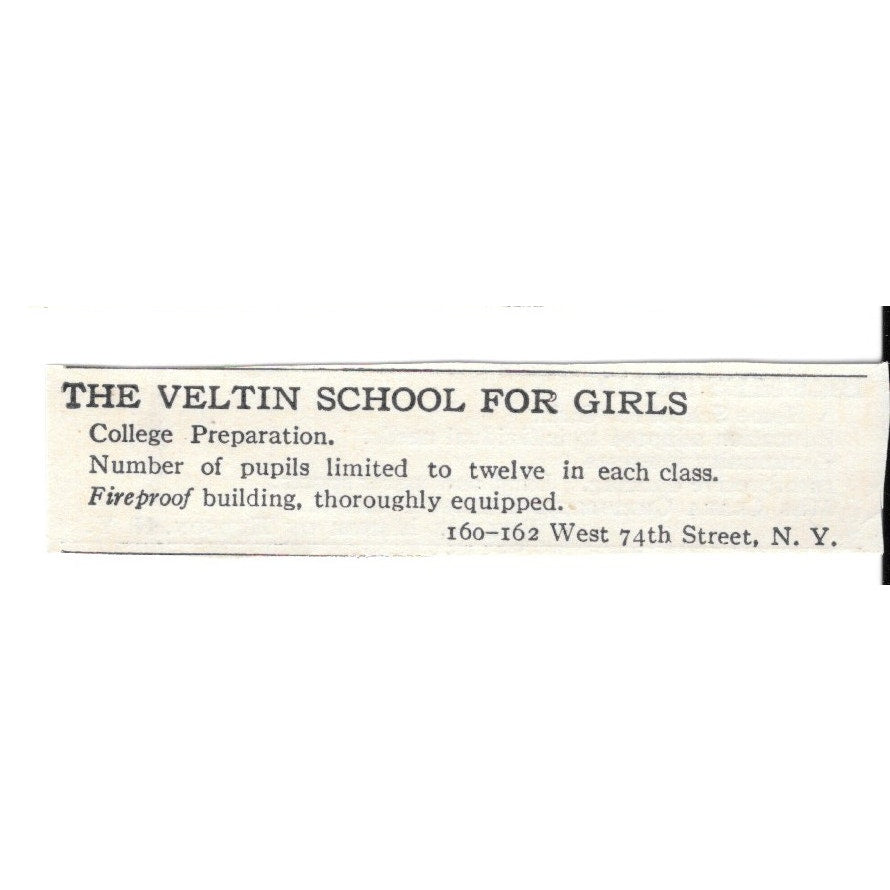 THE VELTIN SCHOOL FOR GIRLS
College Preparation.
Number of pupils limited to twelve in each class.
Fireproof building, thoroughly equipped.
160–162 West 74th Street, N. Y.